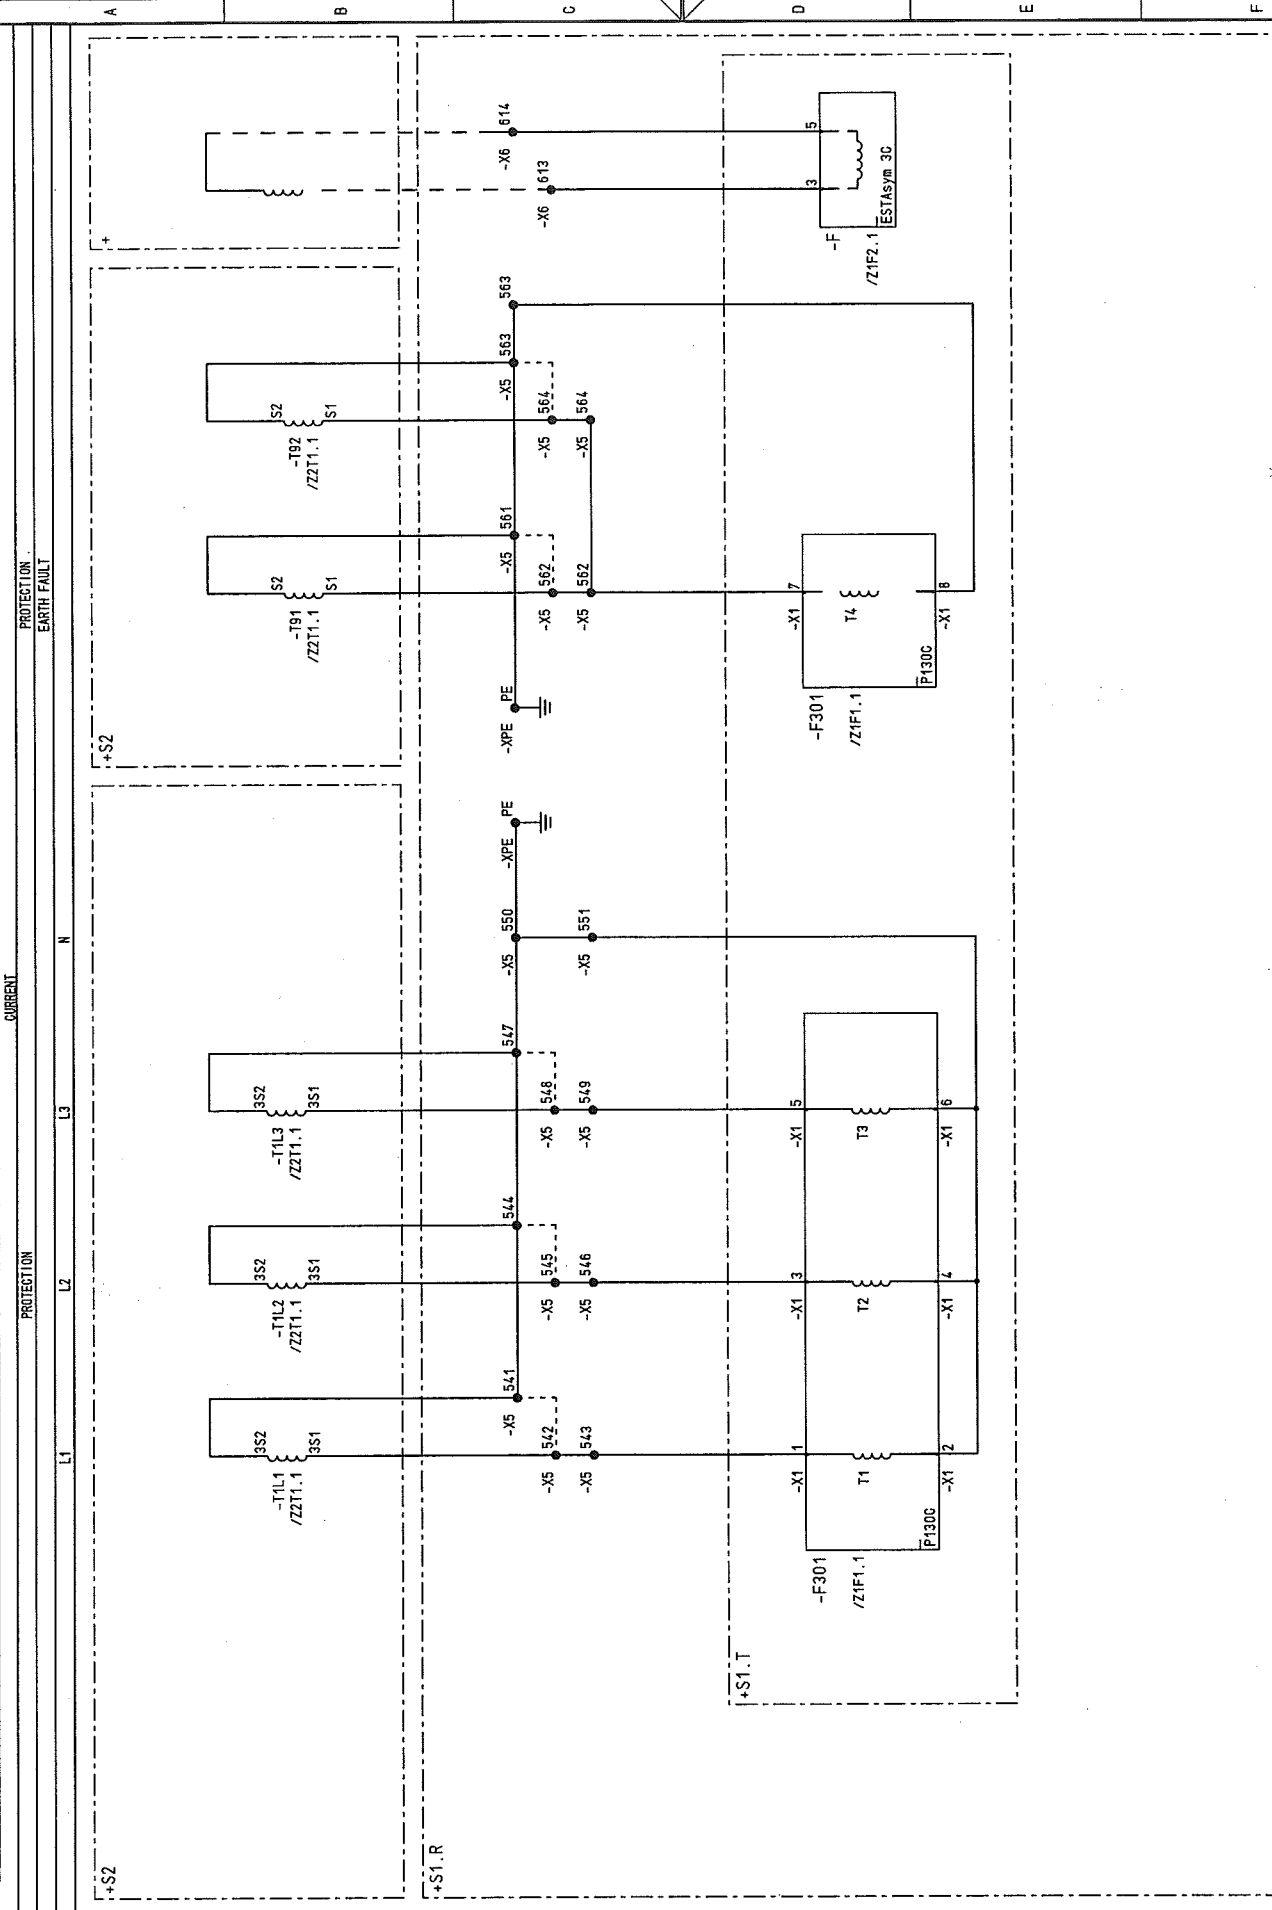 CURRENT
PROTECTION
PROTECTION
EARTH FAULT
L1
L2
L3
N
A
B
C
D
E
F
+S2
-T1L1
/Z2T1.1
3S2
3S1
-T1L2
/Z2T1.1
3S2
3S1
-T1L3
/Z2T1.1
3S2
3S1
+S2
-T91
/Z2T1.1
S2
S1
-T92
/Z2T1.1
S2
S1
+
+S1.R
-X5
541
544
547
-X5
550
-XPE
PE
-XPE
PE
-X5
561
-X5
563
563
-X6
614
-X5
542
-X5
545
-X5
548
-X5
562
-X5
564
-X6
613
-X5
543
-X5
546
-X5
549
-X5
551
-X5
562
-X5
564
+S1.T
-F301
/Z1F1.1
P130C
-X1
1
T1
-X1
2
-X1
3
T2
-X1
4
-X1
5
T3
-X1
6
-F301
/Z1F1.1
P130C
-X1
7
T4
-X1
8
-F
/Z1F2.1
ESTAsym 3C
3
5